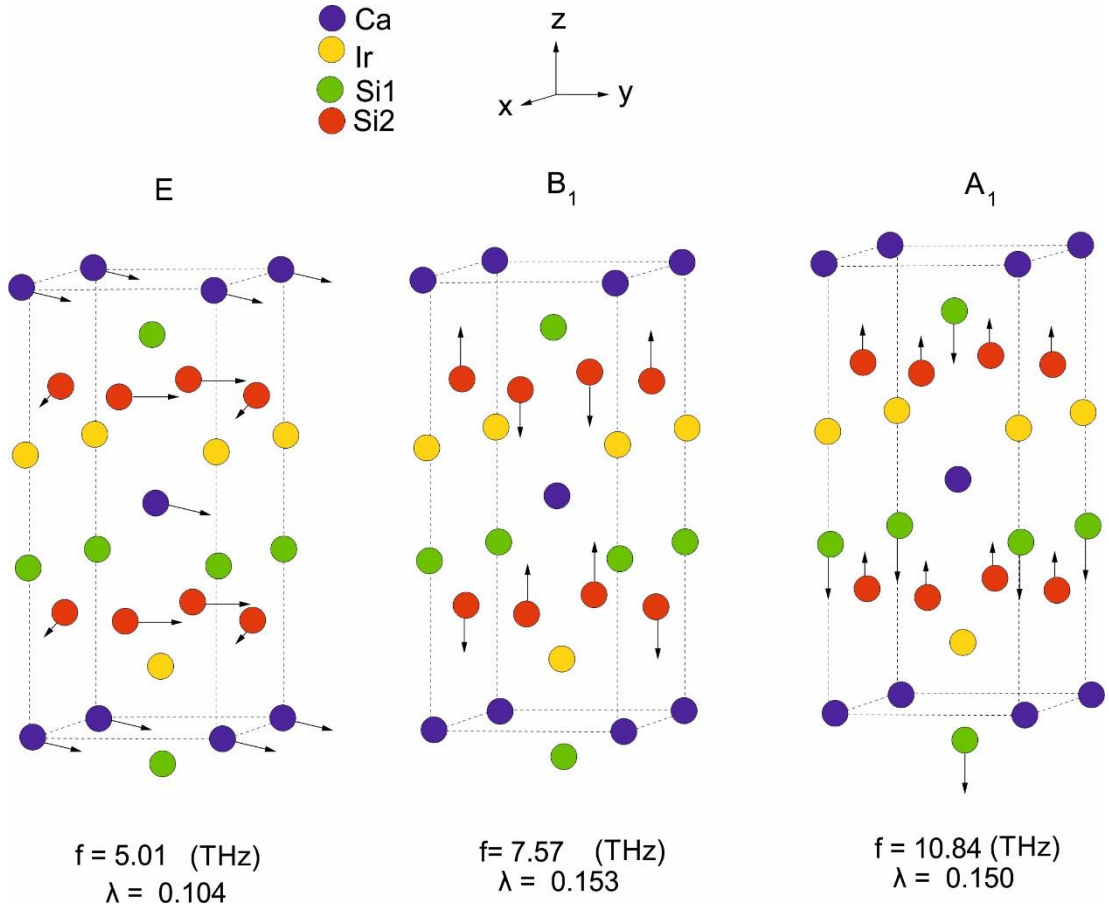 Ca
Ir
Si1
Si2
z
x
y
E
B₁
A₁
f = 5.01 (THz)
λ = 0.104
f= 7.57 (THz)
λ = 0.153
f = 10.84 (THz)
λ = 0.150